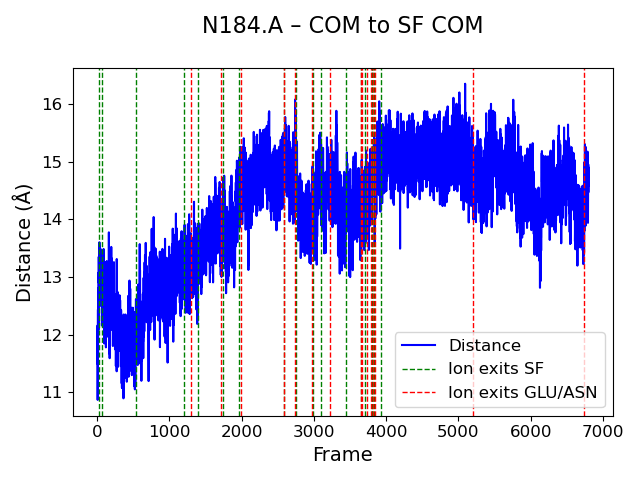 N184.A – COM to SF COM
16
15
14
13
12
11
Distance (Å)
0 1000 2000 3000 4000 5000 6000 7000
Frame
Distance
Ion exits SF
Ion exits GLU/ASN